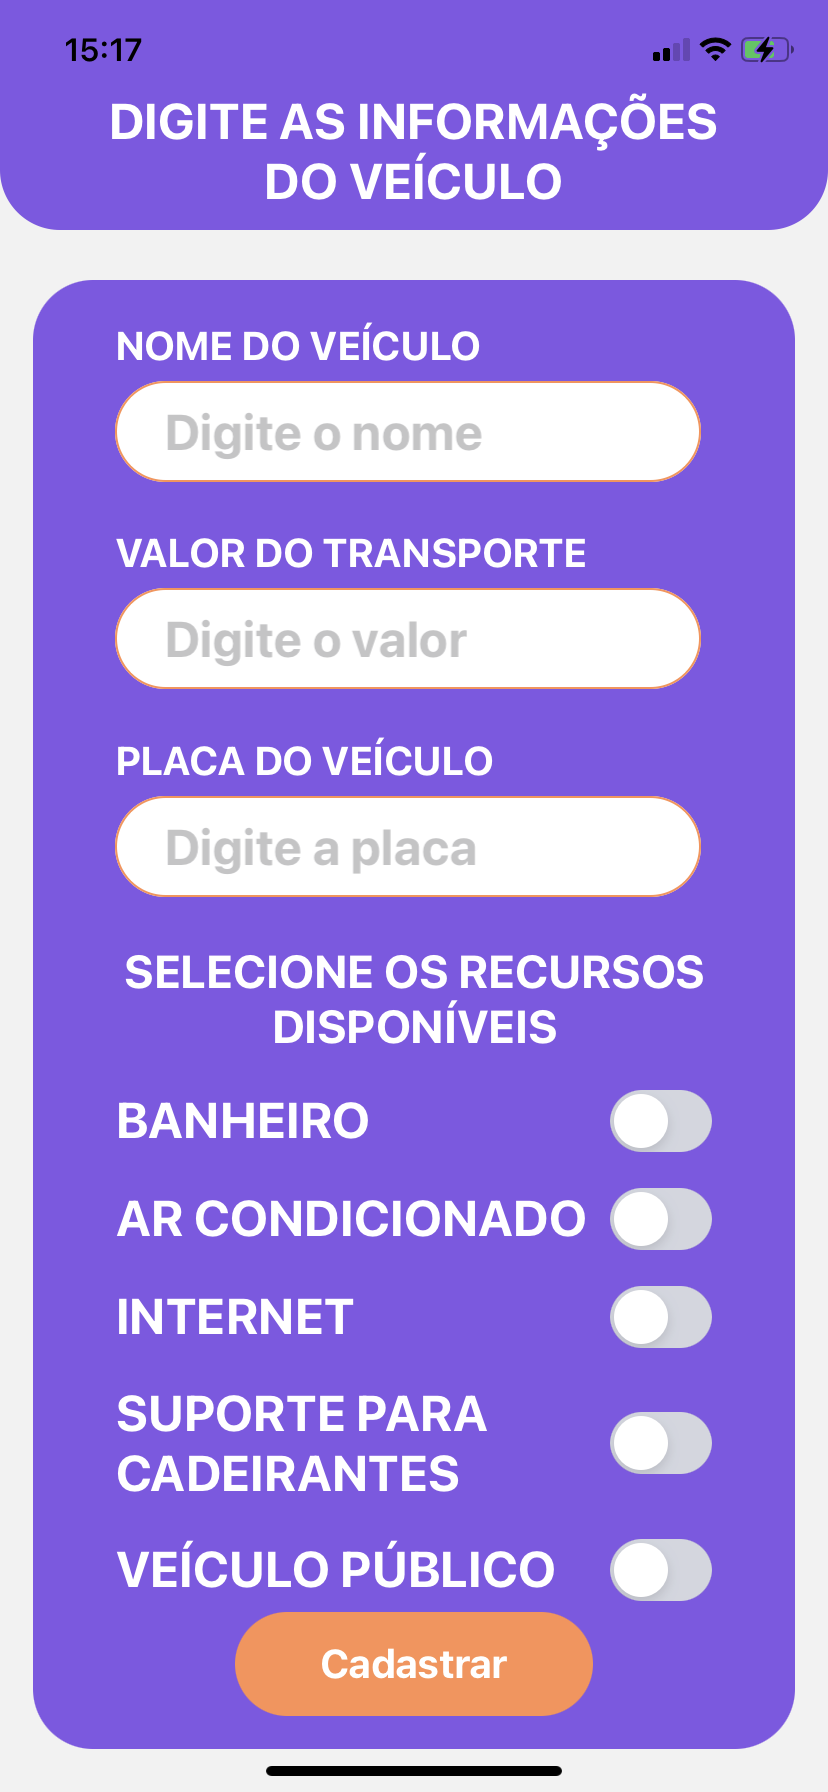 15:17
DIGITE AS INFORMAÇÕES
DO VEÍCULO
NOME DO VEÍCULO
Digite o nome
VALOR DO TRANSPORTE
Digite o valor
PLACA DO VEÍCULO
Digite a placa
SELECIONE OS RECURSOS
DISPONÍVEIS
BANHEIRO
AR CONDICIONADO
INTERNET
SUPORTE PARA
CADEIRANTES
VEÍCULO PÚBLICO
Cadastrar